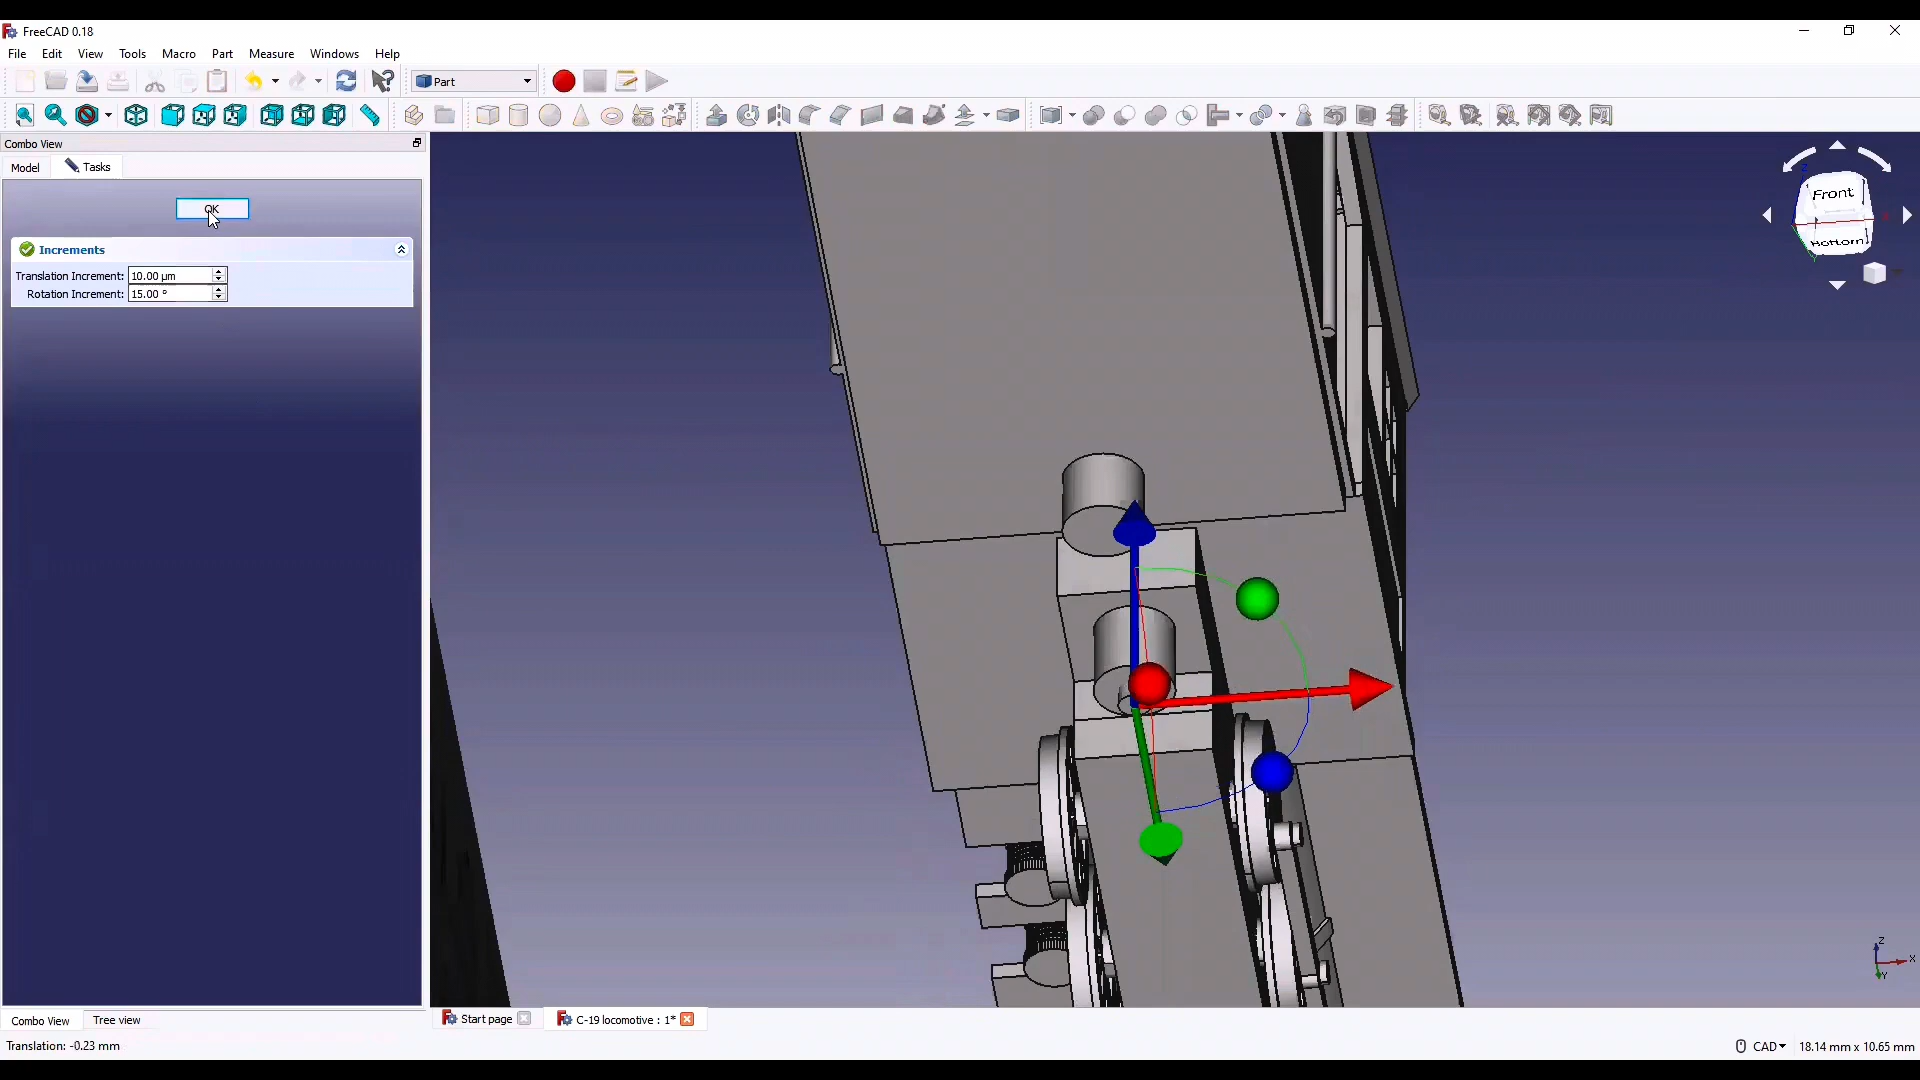 FreeCAD 0.18
File Edit View Tools Macro Part Measure Windows Help
Part
Combo View
Model Tasks
OK
Increments
Translation Increment: 10.00 µm
Rotation Increment: 15.00 °
Front
Bottom
Z
X
Y
Start page C-19 locomotive : 1*
Combo View Tree view
Translation: -0.23 mm CAD 18.14 mm x 10.65 mm